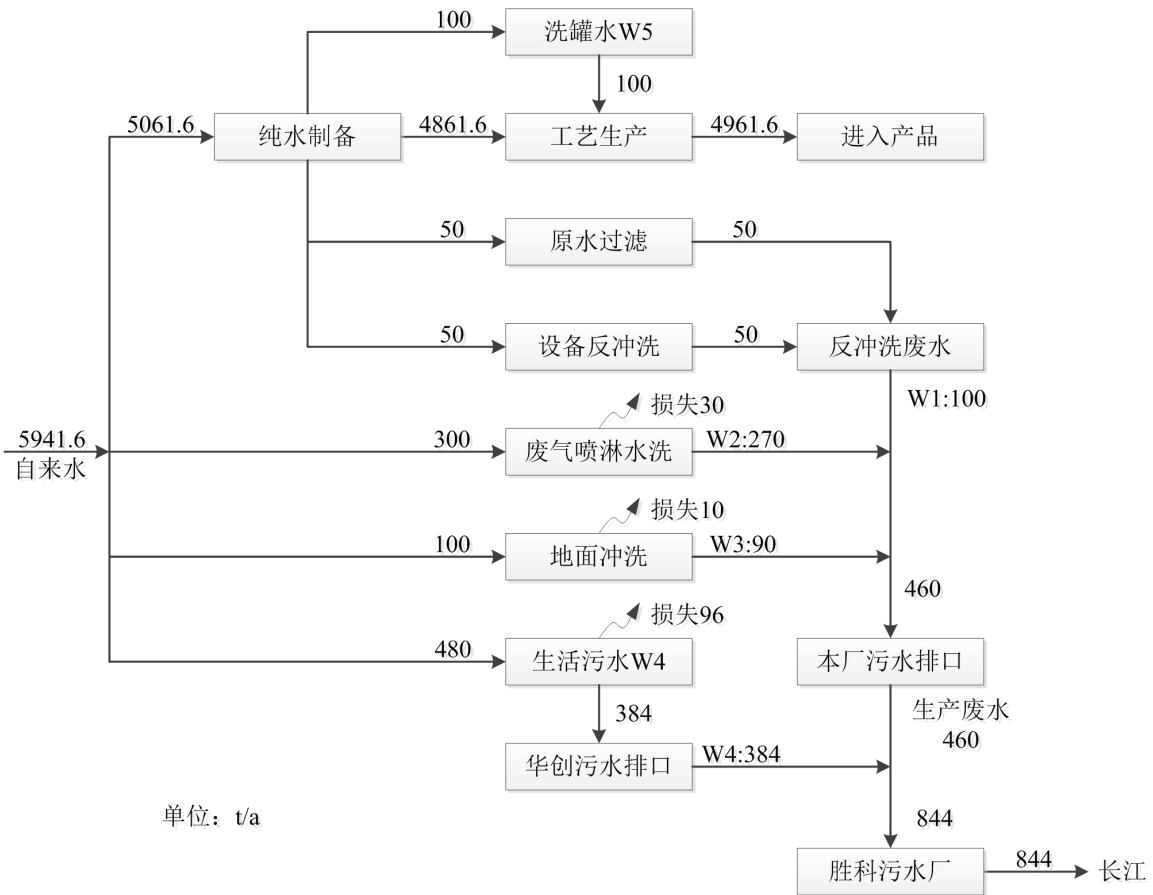 100
洗罐水W5
100
5061.6
纯水制备
4861.6
工艺生产
4961.6
进入产品
50
原水过滤
50
50
设备反冲洗
50
反冲洗废水
W1:100
损失30
5941.6
自来水
300
废气喷淋水洗
W2:270
损失10
100
地面冲洗
W3:90
460
损失96
480
生活污水W4
本厂污水排口
384
生产废水
460
华创污水排口
W4:384
单位：t/a
844
胜科污水厂
844
长江